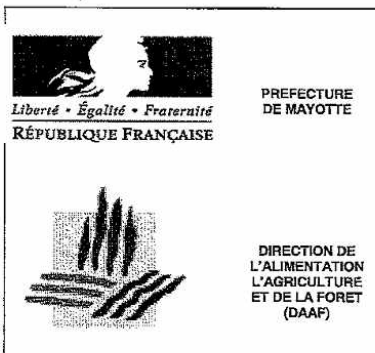 Liberté • Égalité • Fraternité
RÉPUBLIQUE FRANÇAISE
PREFECTURE
DE MAYOTTE
DIRECTION DE
L'ALIMENTATION
L'AGRICULTURE
ET DE LA FORET
(DAAF)